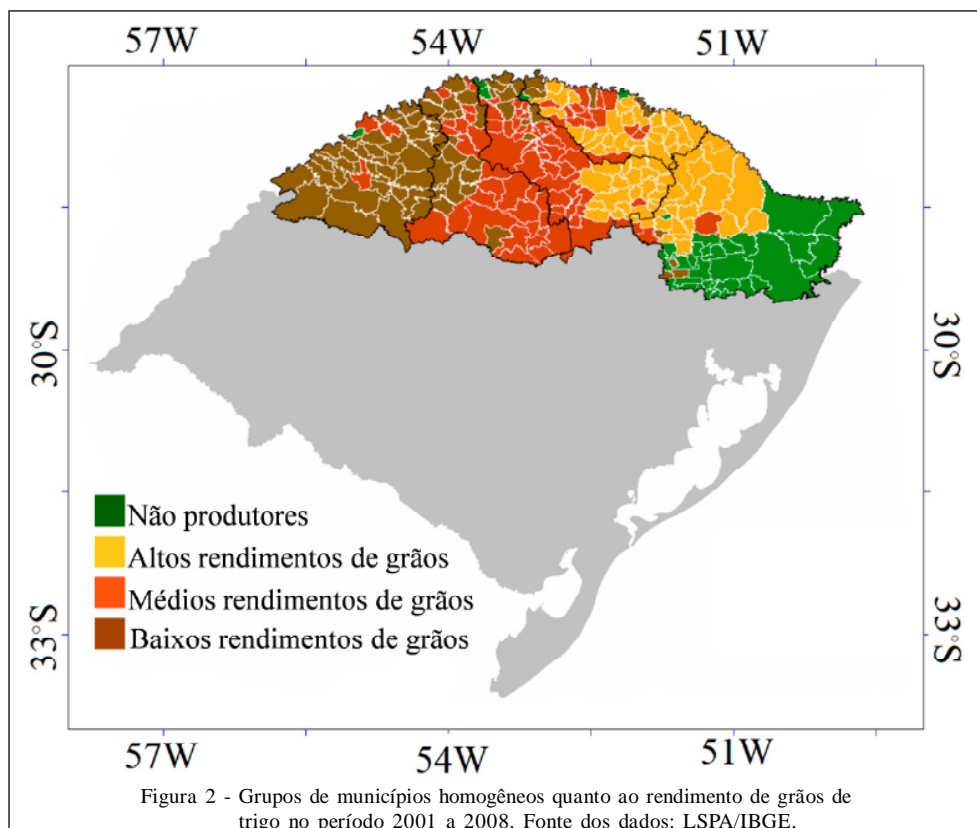 57W 54W 51W
30°S 30°S
Não produtores
Altos rendimentos de grãos
Médios rendimentos de grãos
Baixos rendimentos de grãos
33°S 33°S
57W 54W 51W
Figura 2 - Grupos de municípios homogêneos quanto ao rendimento de grãos de
trigo no período 2001 a 2008. Fonte dos dados: LSPA/IBGE.